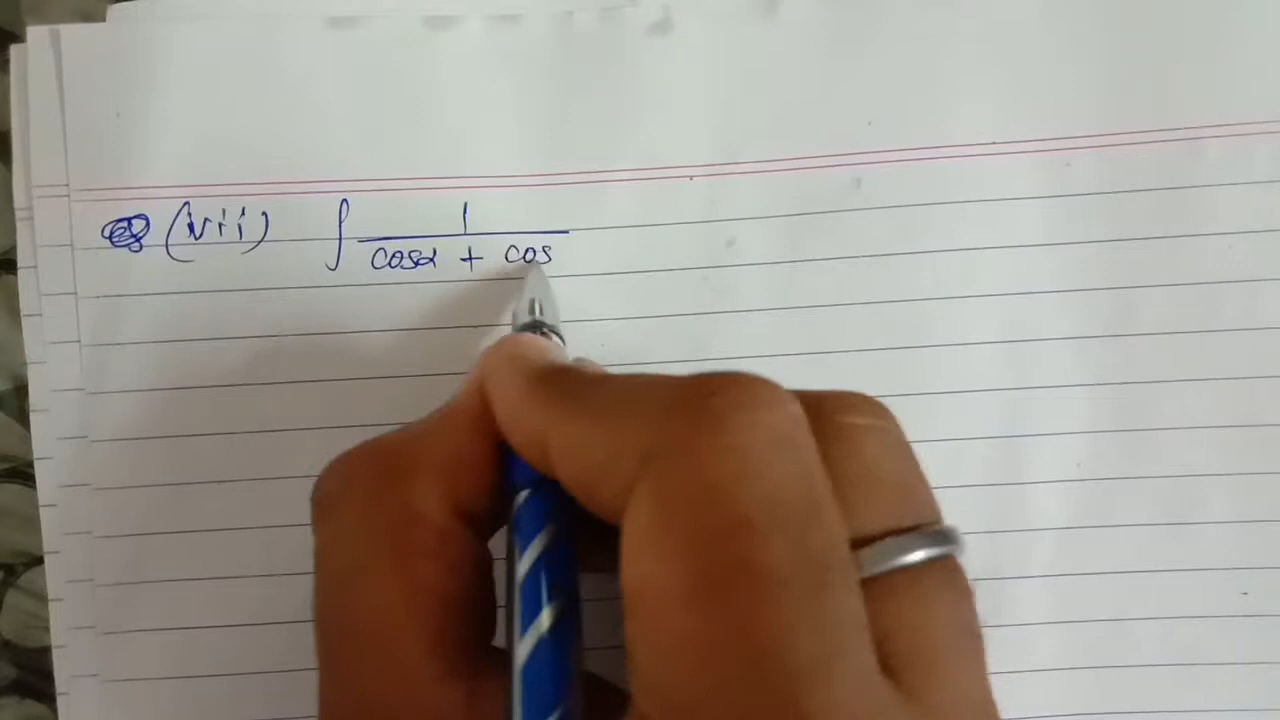 (vii) ∫ 1 / cosα + cos